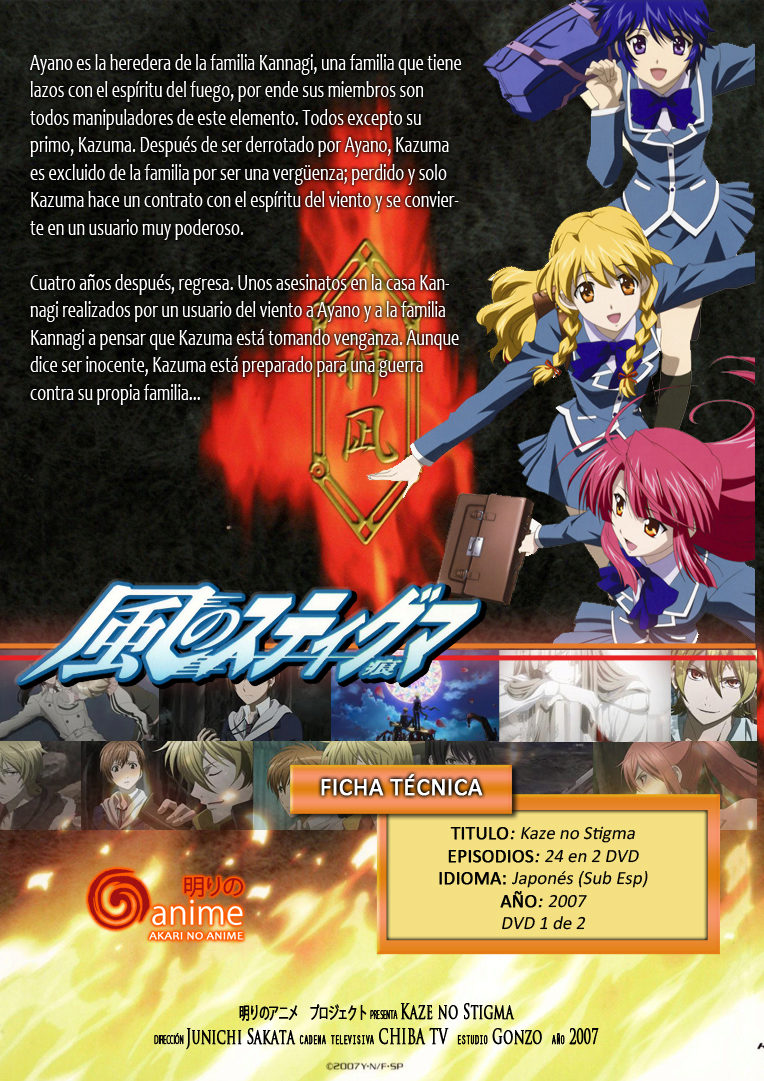 Ayano es la heredera de la familia Kannagi, una familia que tiene
lazos con el espíritu del fuego, por ende sus miembros son
todos manipuladores de este elemento. Todos excepto su
primo, Kazuma. Después de ser derrotado por Ayano, Kazuma
es excluido de la familia por ser una vergüenza; perdido y solo
Kazuma hace un contrato con el espíritu del viento y se convier-
te en un usuario muy poderoso.
Cuatro años después, regresa. Unos asesinatos en la casa Kan-
nagi realizados por un usuario del viento a Ayano y a la familia
Kannagi a pensar que Kazuma está tomando venganza. Aunque
dice ser inocente, Kazuma está preparado para una guerra
contra su propia familia...
神
凪
風のスティグマ
痕
FICHA TÉCNICA
TITULO: Kaze no Stigma
EPISODIOS: 24 en 2 DVD
IDIOMA: Japonés (Sub Esp)
AÑO: 2007
DVD 1 de 2
明りの
anime
AKARI NO ANIME
明りのアニメ プロジェクト PRESENTA KAZE NO STIGMA
DIRECCIÓN JUNICHI SAKATA CADENA TELEVISIVA CHIBA TV ESTUDIO GONZO AÑO 2007
©2007Y・N/F・SP